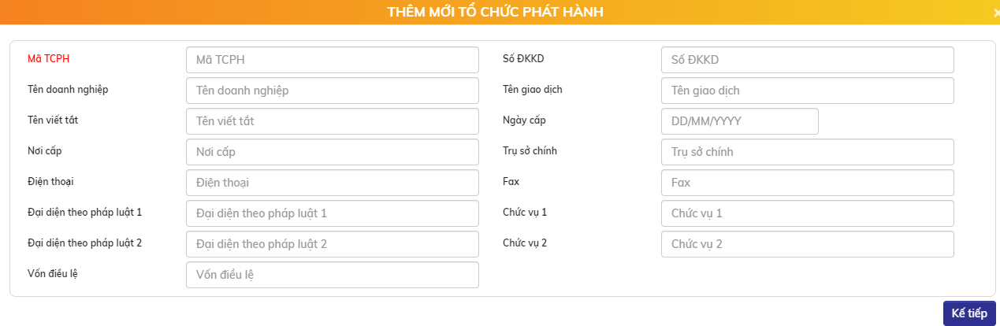 THÊM MỚI TỔ CHỨC PHÁT HÀNH
×
Mã TCPH Mã TCPH Số ĐKKD Số ĐKKD
Tên doanh nghiệp Tên doanh nghiệp Tên giao dịch Tên giao dịch
Tên viết tắt Tên viết tắt Ngày cấp DD/MM/YYYY
Nơi cấp Nơi cấp Trụ sở chính Trụ sở chính
Điện thoại Điện thoại Fax Fax
Đại diện theo pháp luật 1 Đại diện theo pháp luật 1 Chức vụ 1 Chức vụ 1
Đại diện theo pháp luật 2 Đại diện theo pháp luật 2 Chức vụ 2 Chức vụ 2
Vốn điều lệ Vốn điều lệ
Kế tiếp